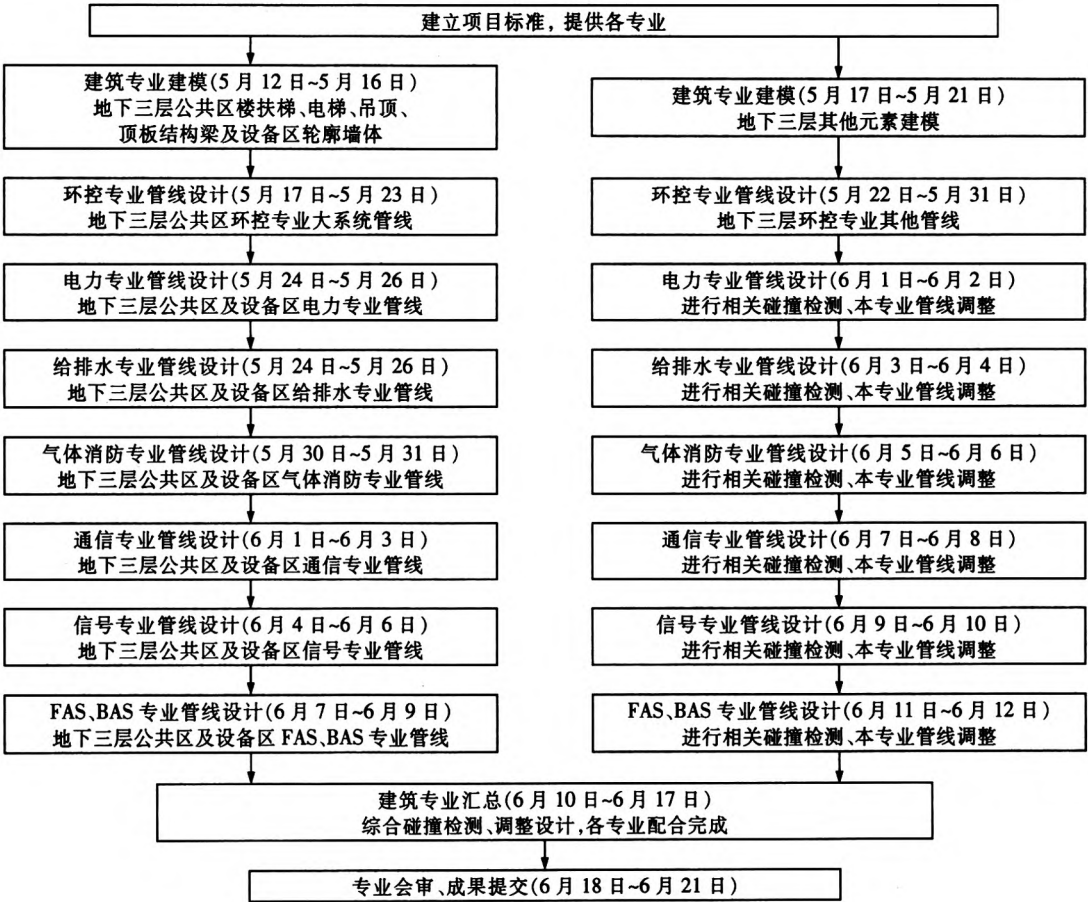 建立项目标准，提供各专业
建筑专业建模(5月12日~5月16日)
地下三层公共区楼扶梯、电梯、吊顶、
顶板结构梁及设备区轮廓墙体
环控专业管线设计(5月17日~5月23日)
地下三层公共区环控专业大系统管线
电力专业管线设计(5月24日~5月26日)
地下三层公共区及设备区电力专业管线
给排水专业管线设计(5月24日~5月26日)
地下三层公共区及设备区给排水专业管线
气体消防专业管线设计(5月30日~5月31日)
地下三层公共区及设备区气体消防专业管线
通信专业管线设计(6月1日~6月3日)
地下三层公共区及设备区通信专业管线
信号专业管线设计(6月4日~6月6日)
地下三层公共区及设备区信号专业管线
FAS、BAS专业管线设计(6月7日~6月9日)
地下三层公共区及设备区FAS、BAS专业管线
建筑专业建模(5月17日~5月21日)
地下三层其他元素建模
环控专业管线设计(5月22日~5月31日)
地下三层环控专业其他管线
电力专业管线设计(6月1日~6月2日)
进行相关碰撞检测、本专业管线调整
给排水专业管线设计(6月3日~6月4日)
进行相关碰撞检测、本专业管线调整
气体消防专业管线设计(6月5日~6月6日)
进行相关碰撞检测、本专业管线调整
通信专业管线设计(6月7日~6月8日)
进行相关碰撞检测、本专业管线调整
信号专业管线设计(6月9日~6月10日)
进行相关碰撞检测、本专业管线调整
FAS、BAS专业管线设计(6月11日~6月12日)
进行相关碰撞检测、本专业管线调整
建筑专业汇总(6月10日~6月17日)
综合碰撞检测、调整设计,各专业配合完成
专业会审、成果提交(6月18日~6月21日)